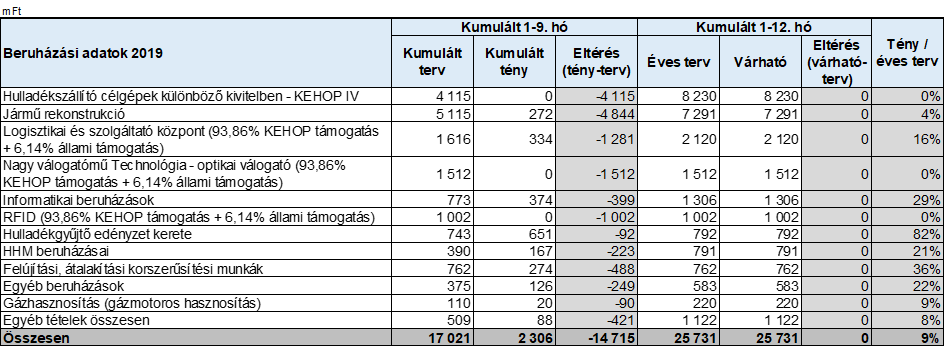 mFt
Beruházási adatok 2019 Kumulált 1-9. hó Kumulált 1-12. hó Tény / éves terv
Kumulált terv Kumulált tény Eltérés (tény-terv) Éves terv Várható Eltérés (várható-terv)
Hulladékszállító célgépek különböző kivitelben - KEHOP IV 4 115 0 -4 115 8 230 8 230 0 0%
Jármű rekonstrukció 5 115 272 -4 844 7 291 7 291 0 4%
Logisztikai és szolgáltató központ (93,86% KEHOP támogatás
+ 6,14% állami támogatás) 1 616 334 -1 281 2 120 2 120 0 16%
Nagy válogatómű Technológia - optikai válogató (93,86%
KEHOP támogatás + 6,14% állami támogatás) 1 512 0 -1 512 1 512 1 512 0 0%
Informatikai beruházások 773 374 -399 1 306 1 306 0 29%
RFID (93,86% KEHOP támogatás + 6,14% állami támogatás) 1 002 0 -1 002 1 002 1 002 0 0%
Hulladékgyűjtő edényzet kerete 743 651 -92 792 792 0 82%
HHM beruházásai 390 167 -223 791 791 0 21%
Felújítási, átalakítási korszerűsítési munkák 762 274 -488 762 762 0 36%
Egyéb beruházások 375 126 -249 583 583 0 22%
Gázhasznosítás (gázmotoros hasznosítás) 110 20 -90 220 220 0 9%
Egyéb tételek összesen 509 88 -421 1 122 1 122 0 8%
Összesen 17 021 2 306 -14 715 25 731 25 731 0 9%